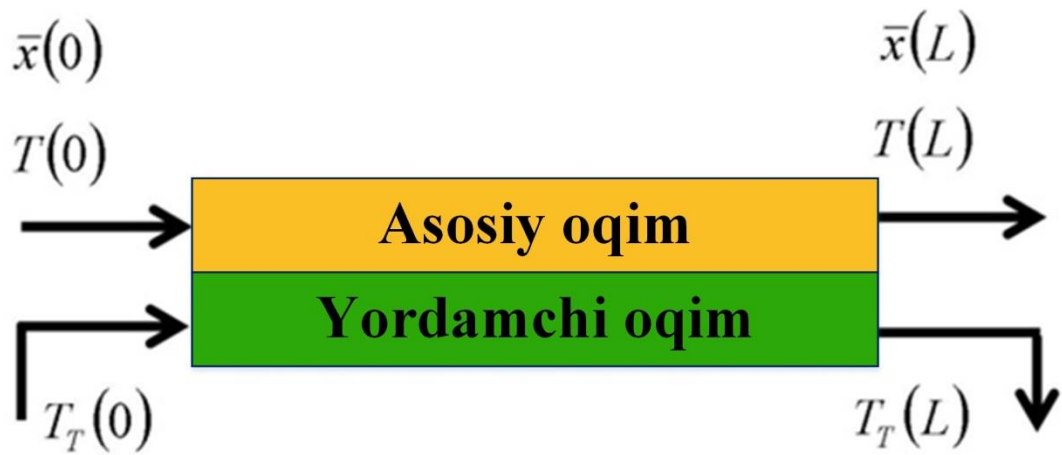 x̄(0)
x̄(L)
T(0)
T(L)
Asosiy oqim
Yordamchi oqim
T_T(0)
T_T(L)